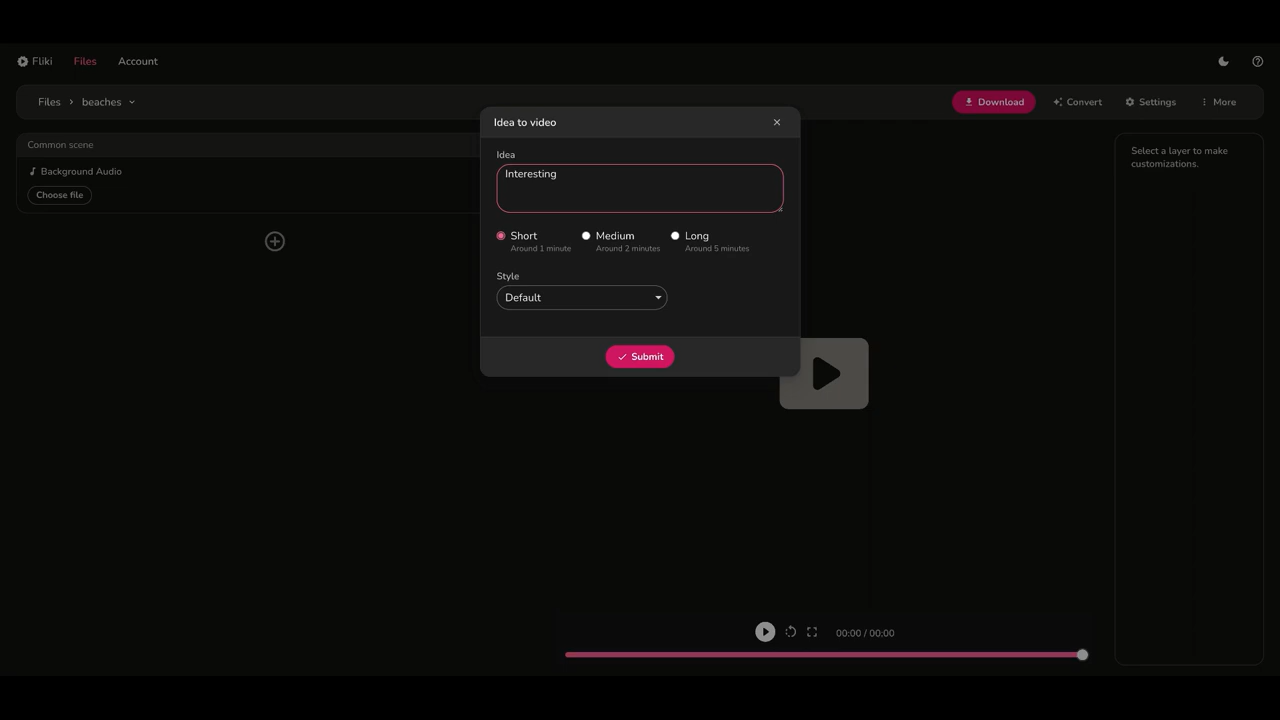 Fliki Files Account
Files > beaches
Download Convert Settings More
Common scene
Background Audio
Choose file
Idea to video
Idea
Interesting
Short Medium Long
Around 1 minute Around 2 minutes Around 5 minutes
Style
Default
Submit
Select a layer to make
customizations.
00:00 / 00:00